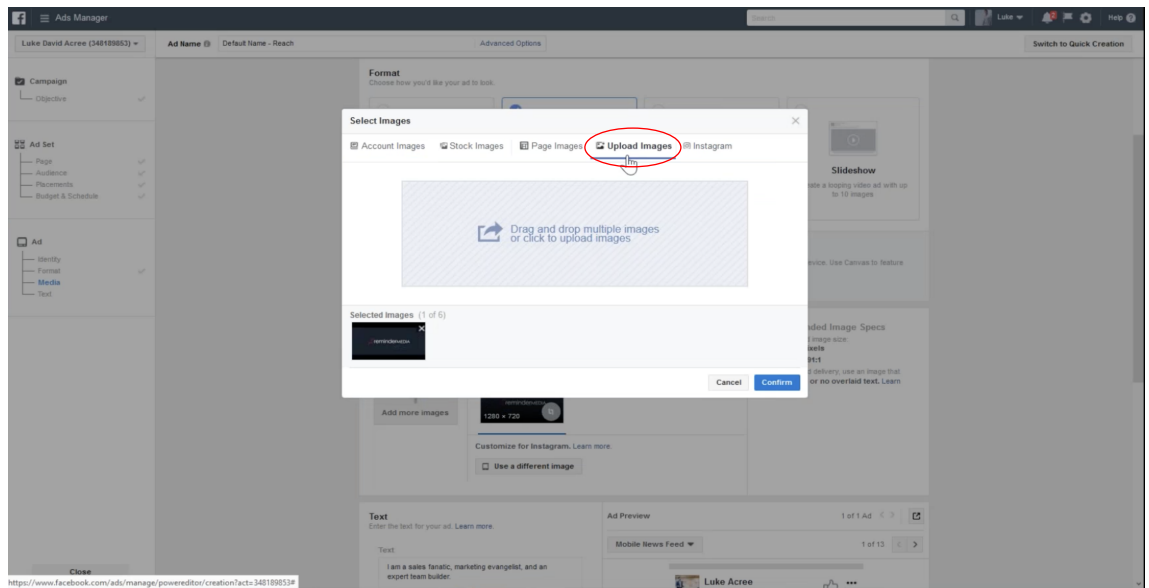 Ads Manager
Search
Luke
Help
Luke David Acree (348189853)
Ad Name
Default Name - Reach
Advanced Options
Switch to Quick Creation
Campaign
Objective
Ad Set
Page
Audience
Placements
Budget & Schedule
Ad
Identity
Format
Media
Text
Close
Format
Choose how you'd like your ad to look.
Slideshow
ate a looping video ad with up
to 10 images
evice. Use Canvas to feature
Select Images
Account Images
Stock Images
Page Images
Upload Images
Instagram
Drag and drop multiple images
or click to upload images.
Selected Images (1 of 6)
reminderMEDIA
Cancel
Confirm
ded Image Specs
image size:
ixels
91:1
delivery, use an image that
or no overlaid text. Learn
Add more images
1280 × 720
Customize for Instagram. Learn more.
Use a different image
Text
Enter the text for your ad. Learn more.
Text
I am a sales fanatic, marketing evangelist, and an
expert team builder.
Ad Preview
1 of 1 Ad
Mobile News Feed
1 of 13
Luke Acree
https://www.facebook.com/ads/manage/powereditor/creation?act=348189853#